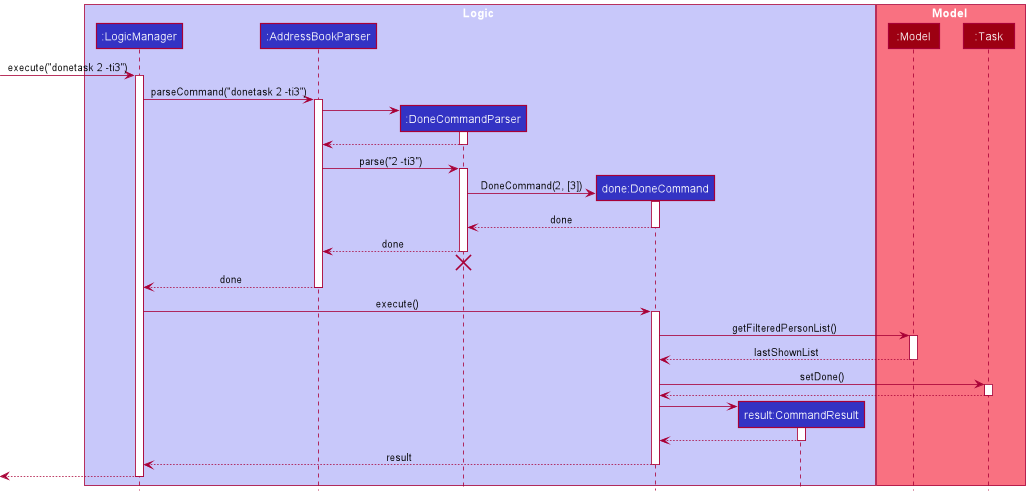 Logic
Model
:LogicManager
:AddressBookParser
:Model
:Task
execute("donetask 2 -ti3")
parseCommand("donetask 2 -ti3")
:DoneCommandParser
parse("2 -ti3")
DoneCommand(2, [3])
done:DoneCommand
done
done
done
execute()
getFilteredPersonList()
lastShownList
setDone()
result:CommandResult
result